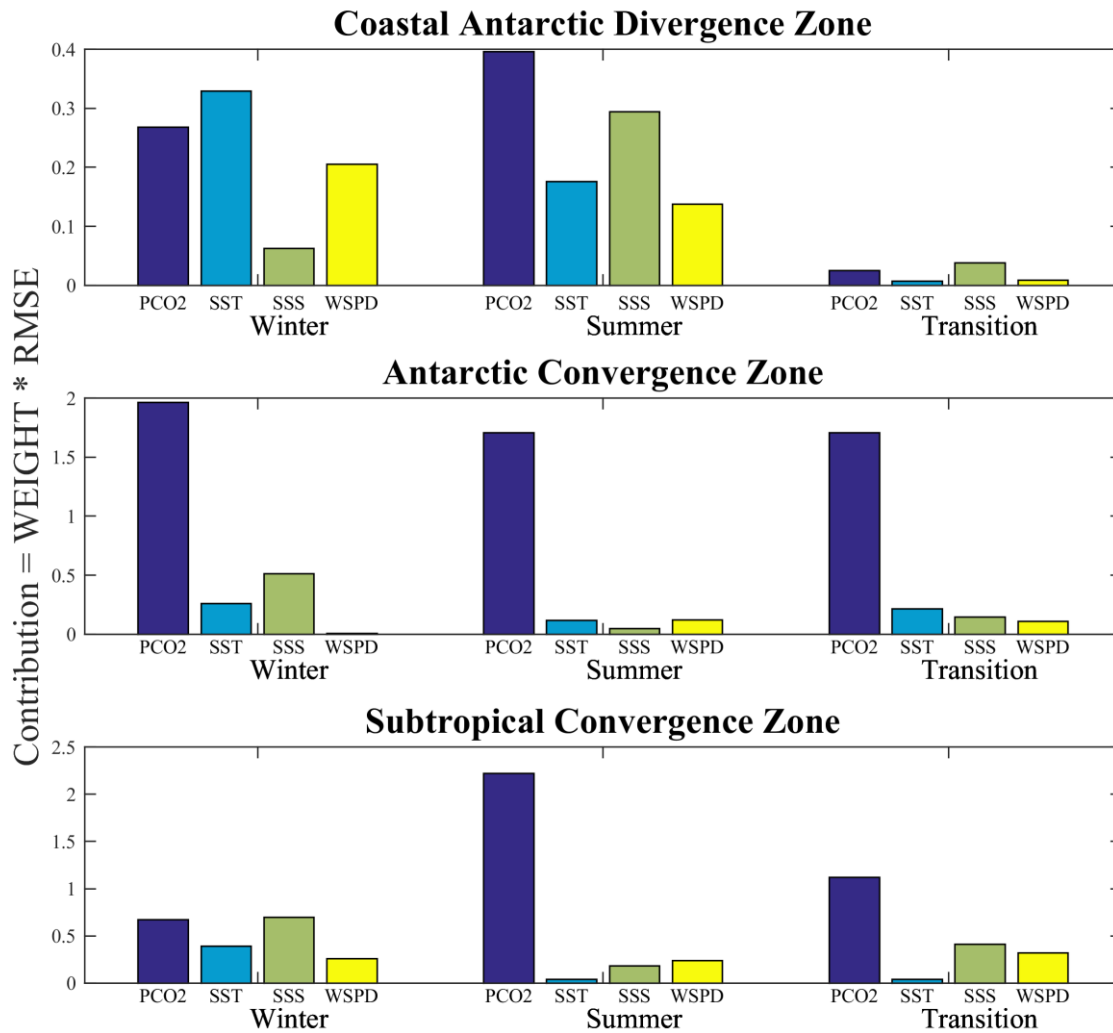 Coastal Antarctic Divergence Zone
0.4
0.3
0.2
0.1
0
PCO2 SST SSS WSPD PCO2 SST SSS WSPD PCO2 SST SSS WSPD
Winter Summer Transition
Contribution = WEIGHT * RMSE
Antarctic Convergence Zone
2
1.5
1
0.5
0
PCO2 SST SSS WSPD PCO2 SST SSS WSPD PCO2 SST SSS WSPD
Winter Summer Transition
Subtropical Convergence Zone
2.5
2
1.5
1
0.5
0
PCO2 SST SSS WSPD PCO2 SST SSS WSPD PCO2 SST SSS WSPD
Winter Summer Transition